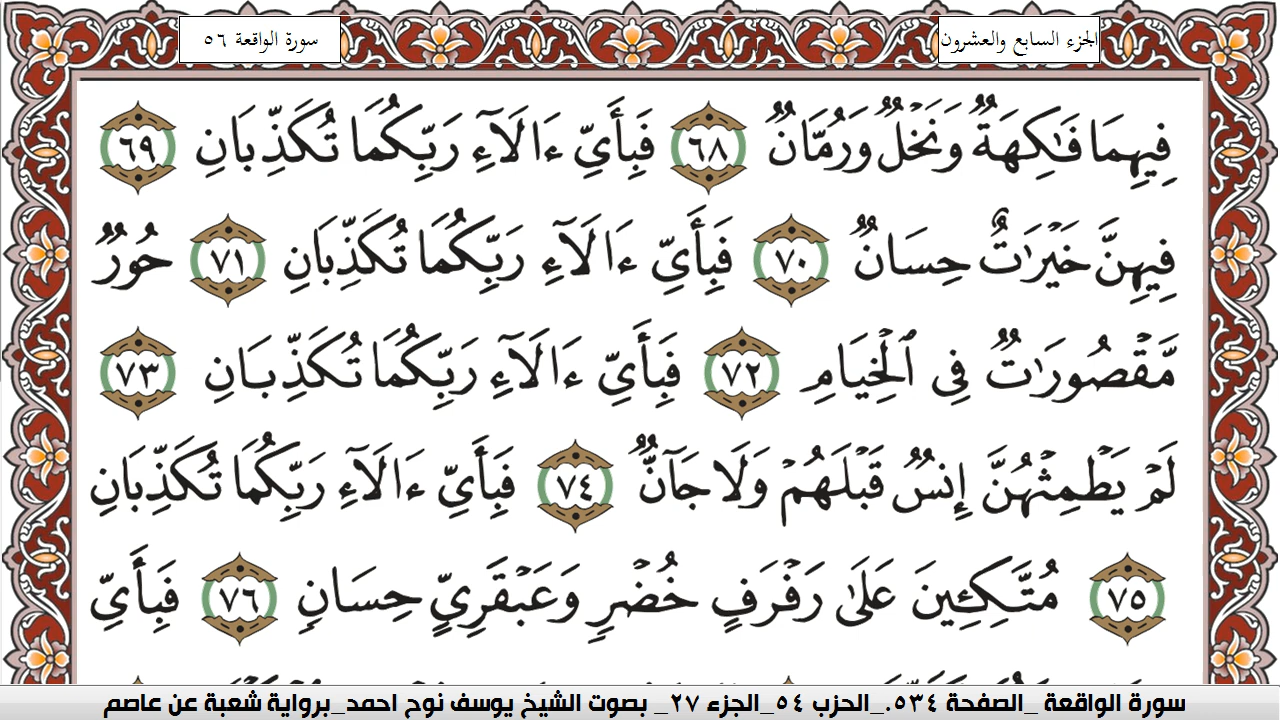 الجزء السابع والعشرون
سورة الواقعة ٥٦
فِيهِمَا فَـٰكِهَةٌ وَنَخْلٌ وَرُمَّانٌ ٦٨ فَبِأَيِّ ءَالَآءِ رَبِّكُمَا تُكَذِّبَانِ ٦٩
فِيهِنَّ خَيْرَٰتٌ حِسَانٌ ٧٠ فَبِأَيِّ ءَالَآءِ رَبِّكُمَا تُكَذِّبَانِ ٧١ حُورٌ
مَّقْصُورَٰتٌ فِي ٱلْخِيَامِ ٧٢ فَبِأَيِّ ءَالَآءِ رَبِّكُمَا تُكَذِّبَانِ ٧٣
لَمْ يَطْمِثْهُنَّ إِنسٌ قَبْلَهُمْ وَلَا جَآنٌّ ٧٤ فَبِأَيِّ ءَالَآءِ رَبِّكُمَا تُكَذِّبَانِ
٧٥ مُتَّكِـِٔينَ عَلَىٰ رَفْرَفٍ خُضْرٍ وَعَبْقَرِيٍّ حِسَانٍ ٧٦ فَبِأَيِّ
سورة الواقعة _الصفحة ٥٣٤._الحزب ٥٤_الجزء ٢٧_ بصوت الشيخ يوسف نوح احمد_برواية شعبة عن عاصم